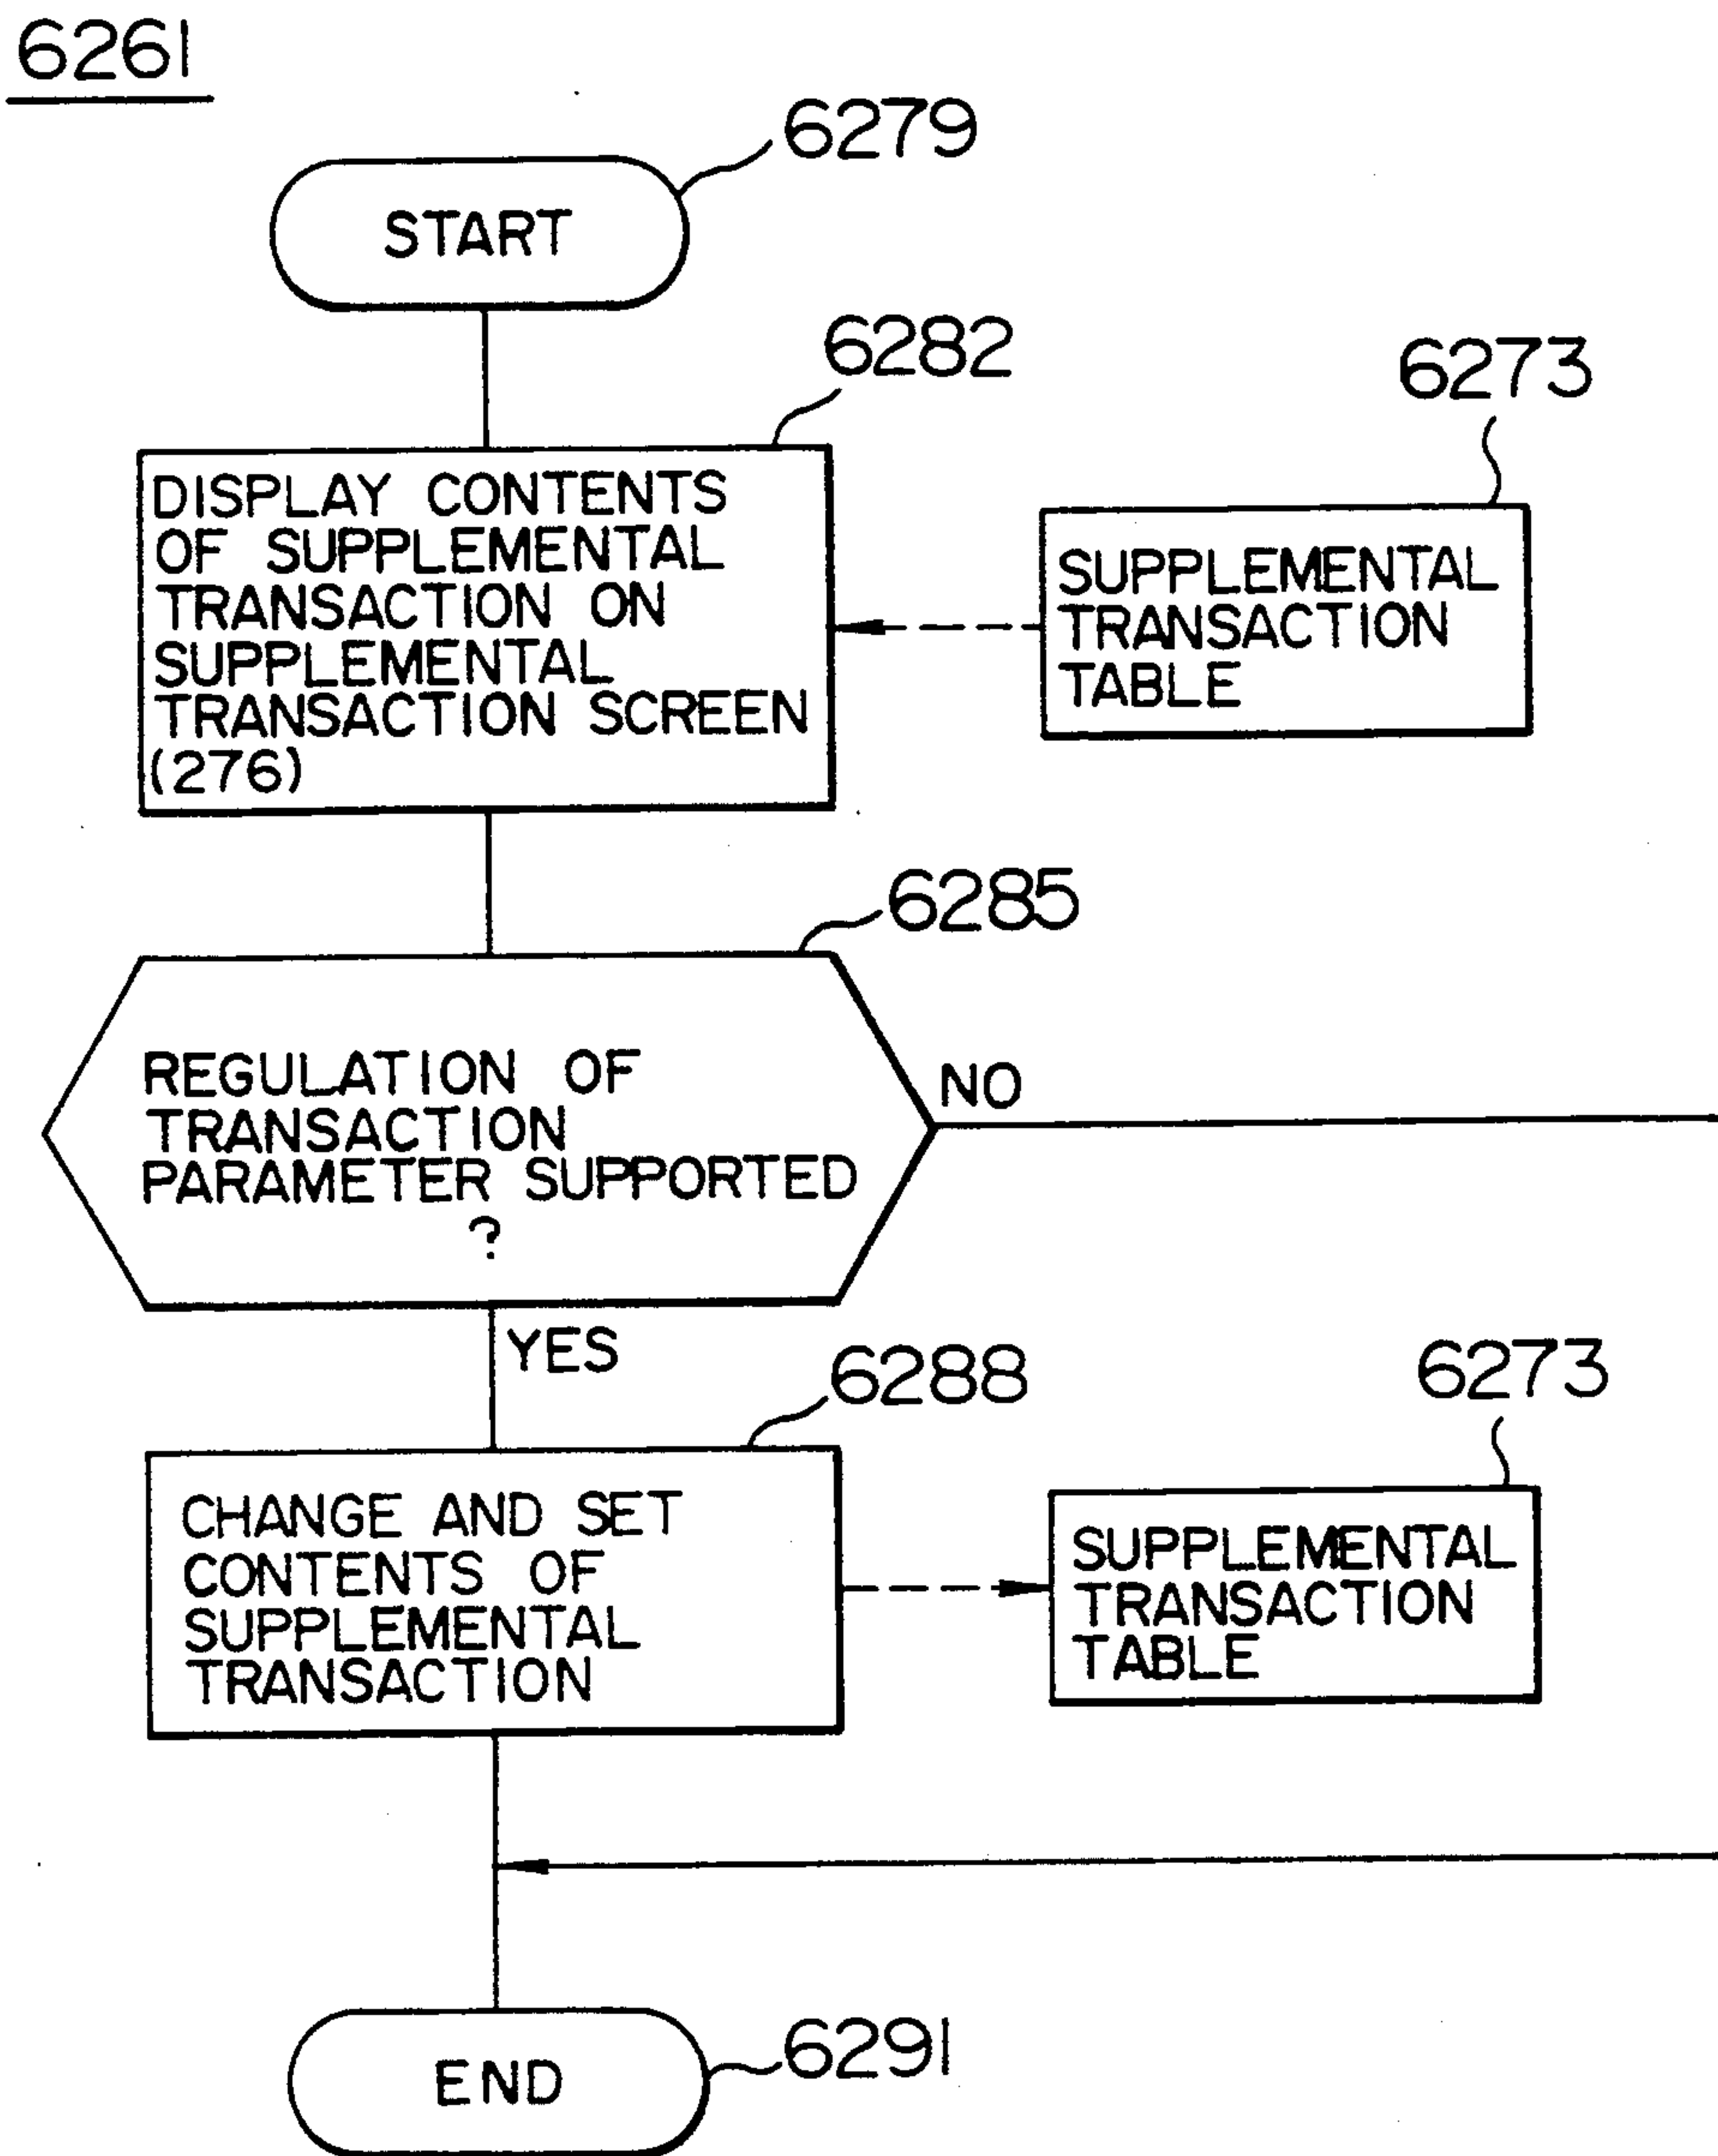 6261
6279
START
6282
6273
DISPLAY CONTENTS
OF SUPPLEMENTAL
TRANSACTION ON
SUPPLEMENTAL
TRANSACTION SCREEN
(276)
SUPPLEMENTAL
TRANSACTION
TABLE
6285
REGULATION OF
TRANSACTION
PARAMETER SUPPORTED
?
NO
YES
6288
6273
CHANGE AND SET
CONTENTS OF
SUPPLEMENTAL
TRANSACTION
SUPPLEMENTAL
TRANSACTION
TABLE
END
6291